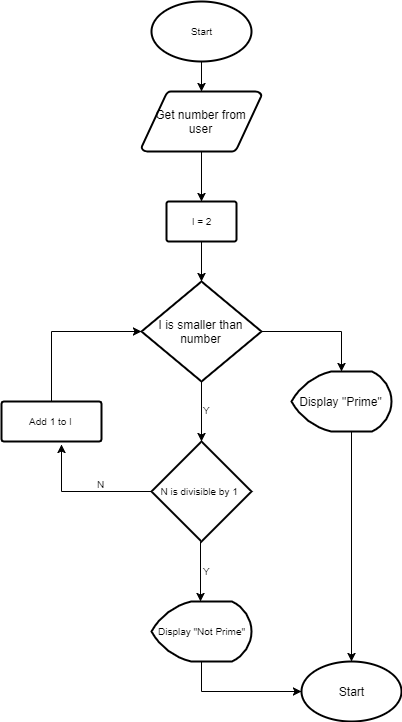 Start
Get number from
user
I = 2
I is smaller than
number
Display "Prime"
Y
Add 1 to I
N
N is divisible by 1
Y
Display "Not Prime"
Start